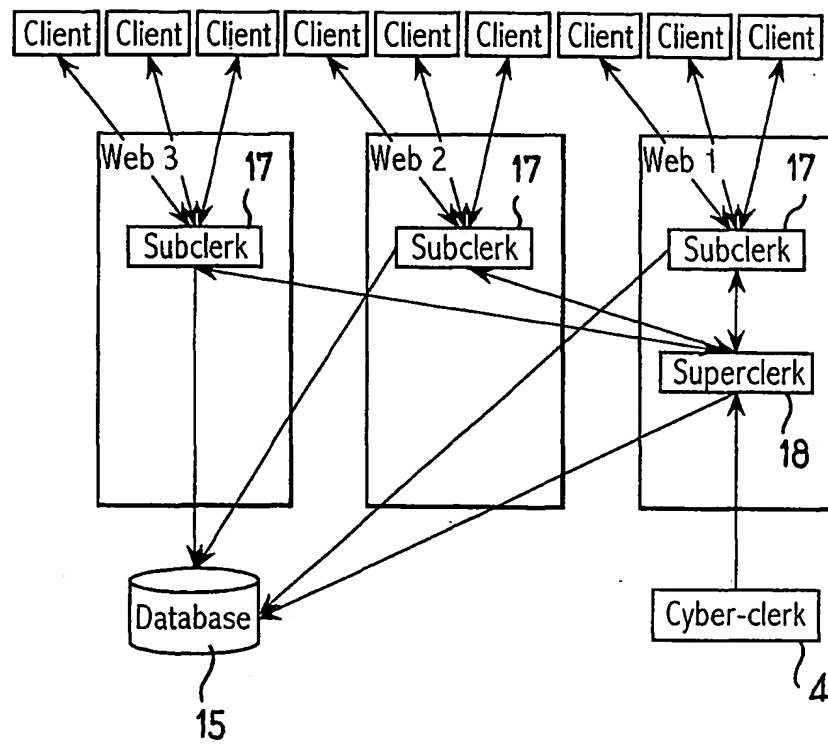 Client Client Client Client Client Client Client Client Client
Web 3 17 Web 2 17 Web 1 17
Subclerk Subclerk Subclerk
Superclerk
18
Database Cyber-clerk
15 4